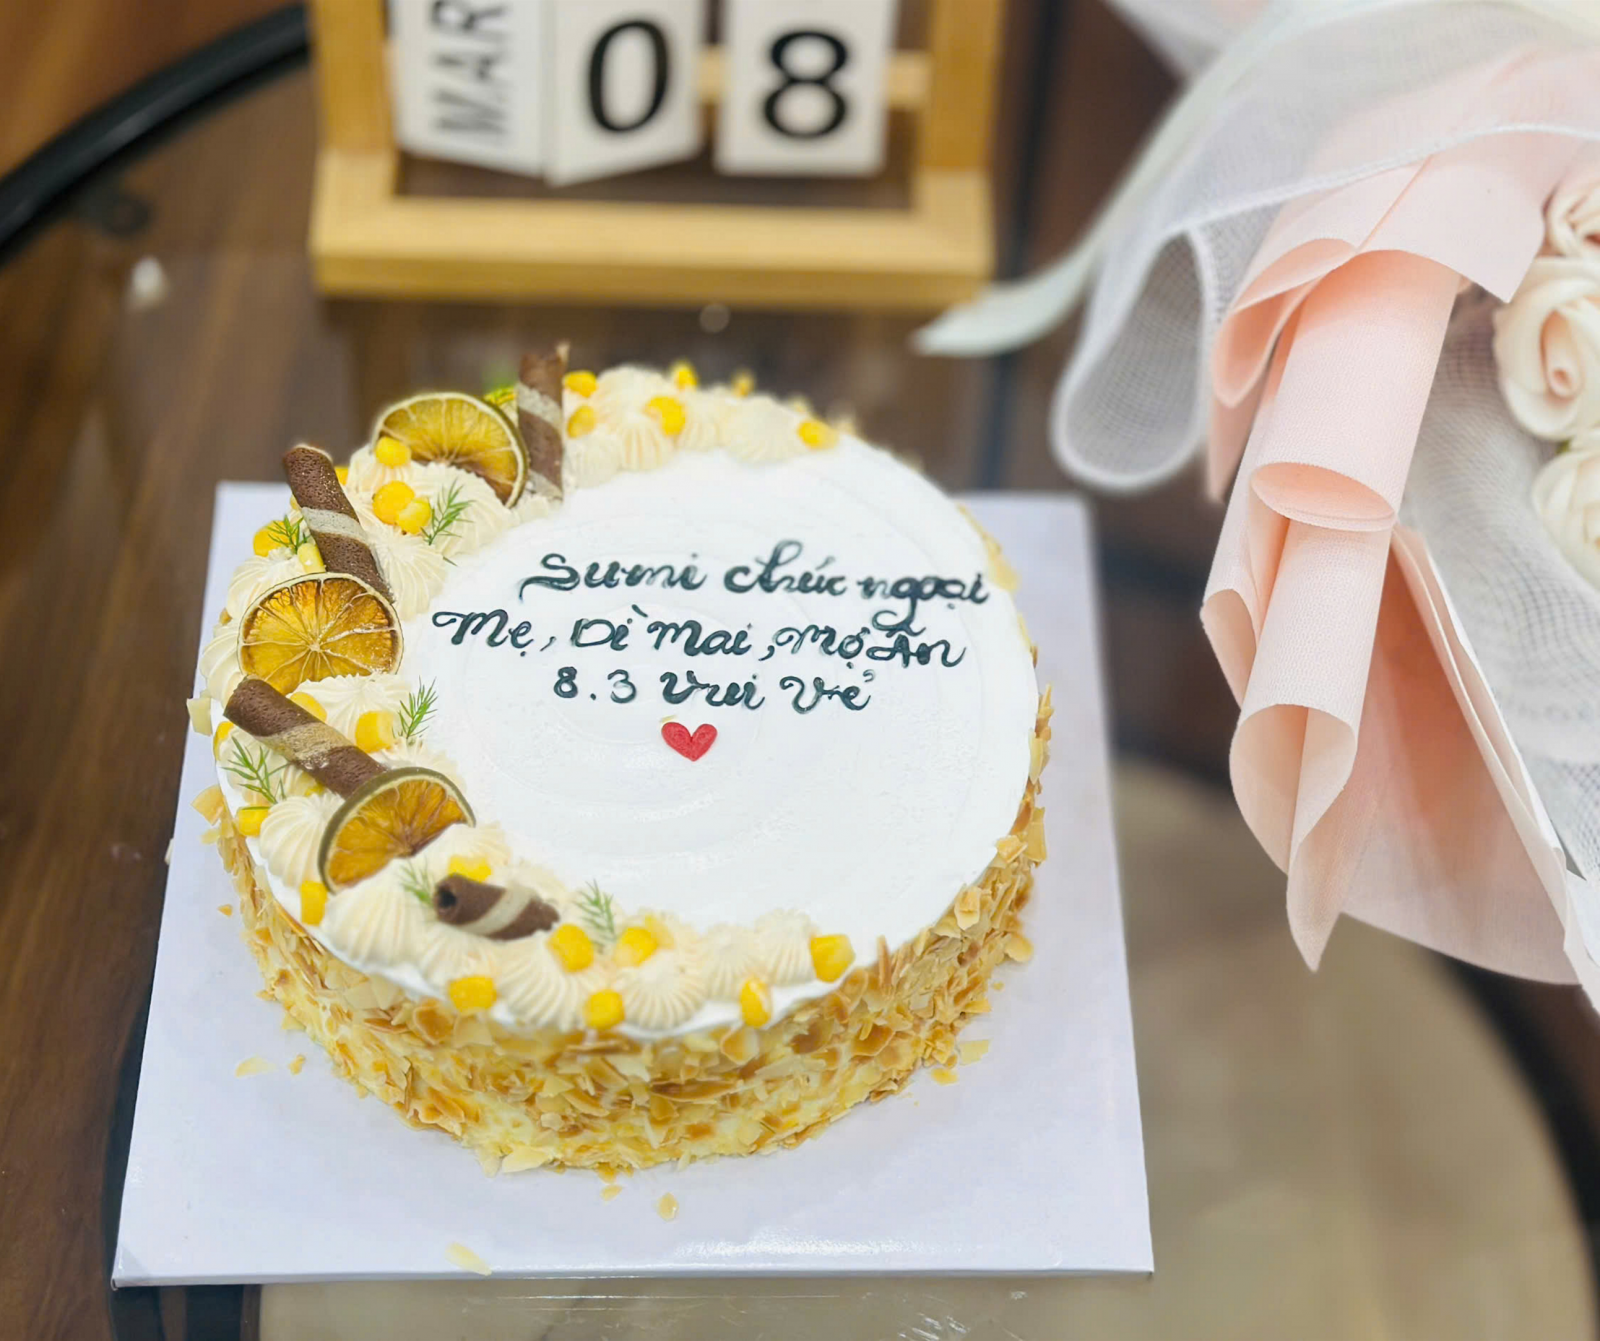 MAR 08
Sumi chúc ngoại
Mẹ, Dì Mai, Mợ Ân
8.3 Vui Vẻ